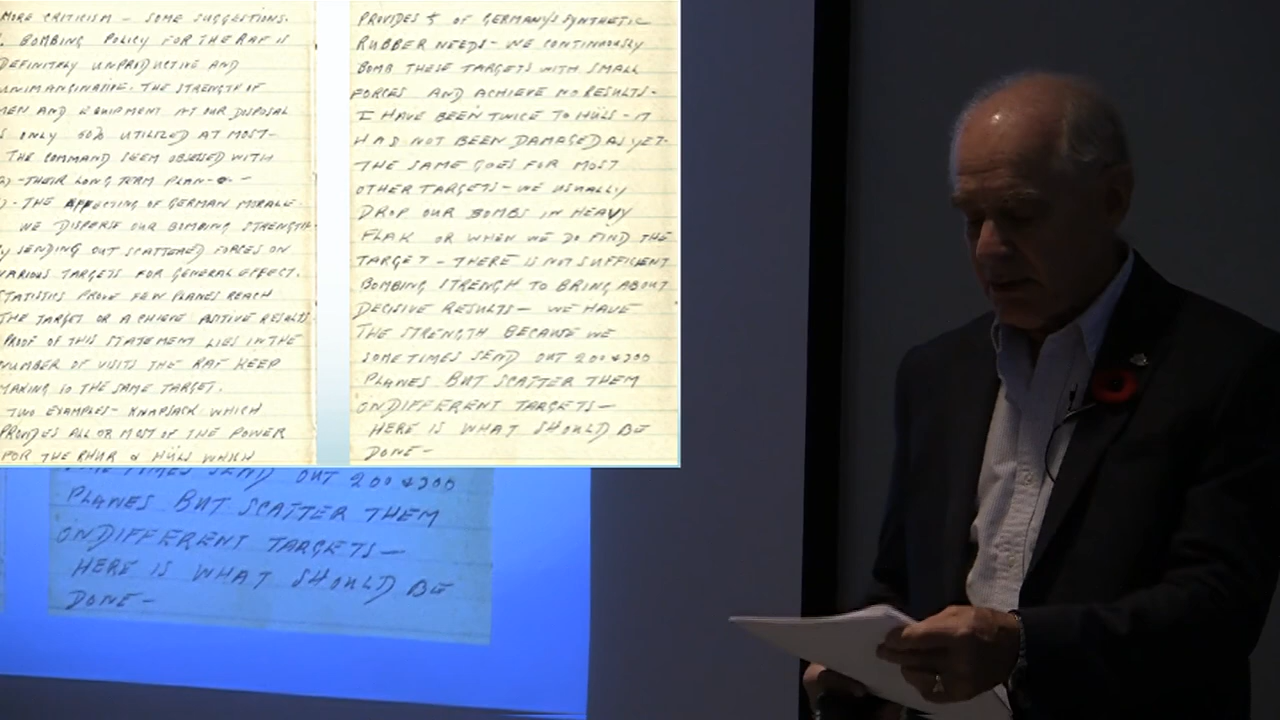 MORE CRITICISM – SOME SUGGESTIONS.
. BOMBING POLICY FOR THE RAF IS
DEFINITELY UNPRODUCTIVE AND
UNIMANGINATIVE. THE STRENGTH OF
MEN AND EQUIPMENT AT OUR DISPOSAL
S ONLY 60% UTILIZED AT MOST–
THE COMMAND SEEM OBSESED WITH
) -THEIR LONG TERM PLAN- –
) - THE AFFECTING OF GERMAN MORALE-
WE DISPERSE OUR BOMBING STRENGTH-
Y SENDING OUT SCATTERED FORCES ON
VARIOUS TARGETS FOR GENERAL EFFECT.
STATISTICS PROVE FEW PLANES REACH
THE TARGET OR ACHIEVE POSITIVE RESULTS.
PROOF OF THIS STATEMENT LIES IN THE
NUMBER OF VISITS THE RAF KEEP
MAKING TO THE SAME TARGET.
TWO EXAMPLES- KNAPSACK WHICH
PROVIDES ALL OR MOST OF THE POWER
FOR THE RHUR & HÜLS WHICH
PROVIDES OF GERMANY'S SYNTHETIC
RUBBER NEEDS- WE CONTINUOUSLY
BOMB THESE TARGETS WITH SMALL
FORCES AND ACHIEVE NO RESULTS-
I HAVE BEEN TWICE TO HÜLS - IT
HAS NOT BEEN DAMAGED AS YET-
THE SAME GOES FOR MOST
OTHER TARGETS - WE USUALLY
DROP OUR BOMBS IN HEAVY
FLAK OR WHEN WE DO FIND THE
TARGET - THERE IS NOT SUFFICIENT
BOMBING STRENGH TO BRING ABOUT
DECISIVE RESULTS - WE HAVE
THE STRENGTH BECAUSE WE
SOMETIMES SEND OUT 200 & 300
PLANES BUT SCATTER THEM
ON DIFFERENT TARGETS –
HERE IS WHAT SHOULD BE
DONE –
TIMES SEND OUT 200 & 300
PLANES BUT SCATTER THEM
ON DIFFERENT TARGETS –
HERE IS WHAT SHOULD BE
DONE –